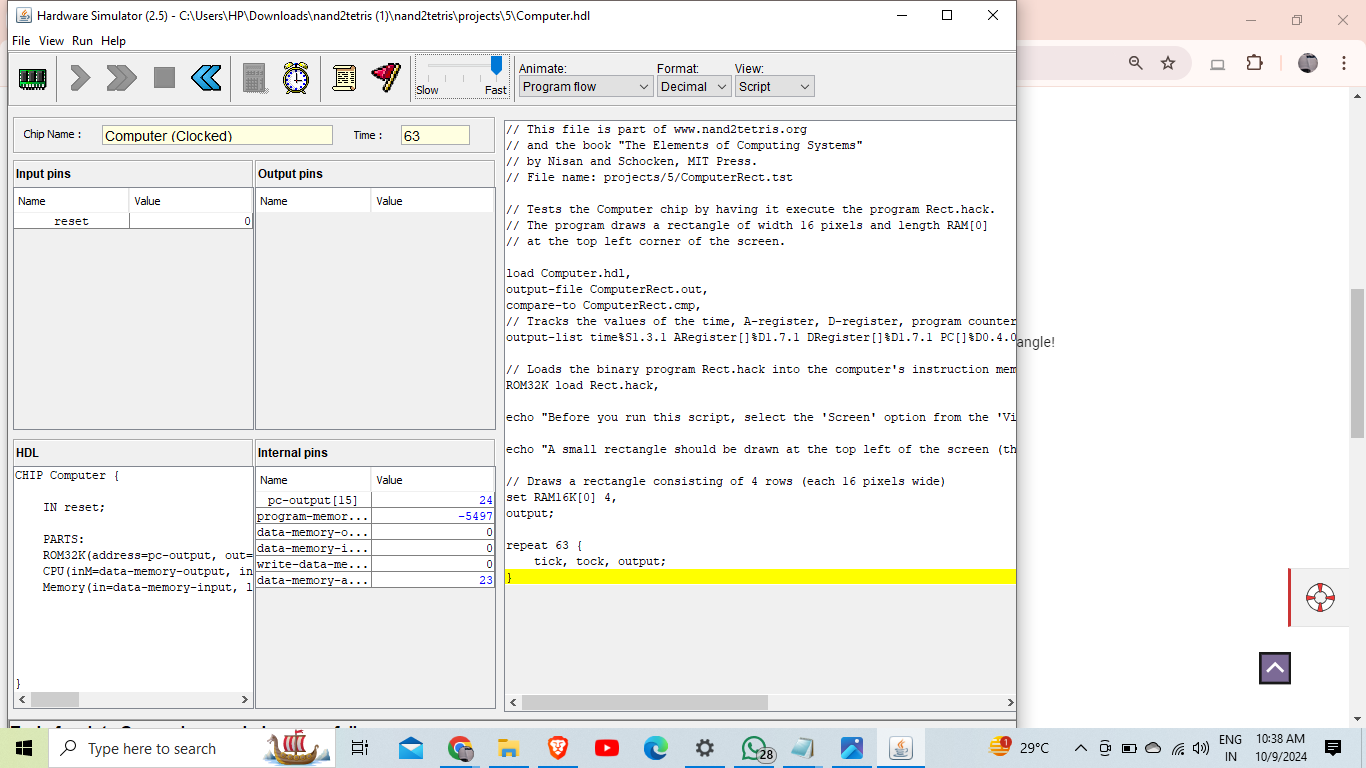 Hardware Simulator (2.5) - C:\Users\HP\Downloads\nand2tetris (1)\nand2tetris\projects\5\Computer.hdl
File View Run Help
Slow Fast
Animate: Format: View:
Program flow Decimal Script
Chip Name : Computer (Clocked) Time : 63
Input pins
Name Value
reset 0
Output pins
Name Value
HDL
CHIP Computer {
IN reset;
PARTS:
ROM32K(address=pc-output, out=
CPU(inM=data-memory-output, in
Memory(in=data-memory-input, l
}
Internal pins
Name Value
pc-output[15] 24
program-memor... -5497
data-memory-o... 0
data-memory-i... 0
write-data-me... 0
data-memory-a... 23
// This file is part of www.nand2tetris.org
// and the book "The Elements of Computing Systems"
// by Nisan and Schocken, MIT Press.
// File name: projects/5/ComputerRect.tst
// Tests the Computer chip by having it execute the program Rect.hack.
// The program draws a rectangle of width 16 pixels and length RAM[0]
// at the top left corner of the screen.
load Computer.hdl,
output-file ComputerRect.out,
compare-to ComputerRect.cmp,
// Tracks the values of the time, A-register, D-register, program counter
output-list time%S1.3.1 ARegister[]%D1.7.1 DRegister[]%D1.7.1 PC[]%D0.4.0
// Loads the binary program Rect.hack into the computer's instruction mem
ROM32K load Rect.hack,
echo "Before you run this script, select the 'Screen' option from the 'Vi
echo "A small rectangle should be drawn at the top left of the screen (th
// Draws a rectangle consisting of 4 rows (each 16 pixels wide)
set RAM16K[0] 4,
output;
repeat 63 {
tick, tock, output;
}
angle!
Type here to search
28
1
29°C
ENG
IN
10:38 AM
10/9/2024